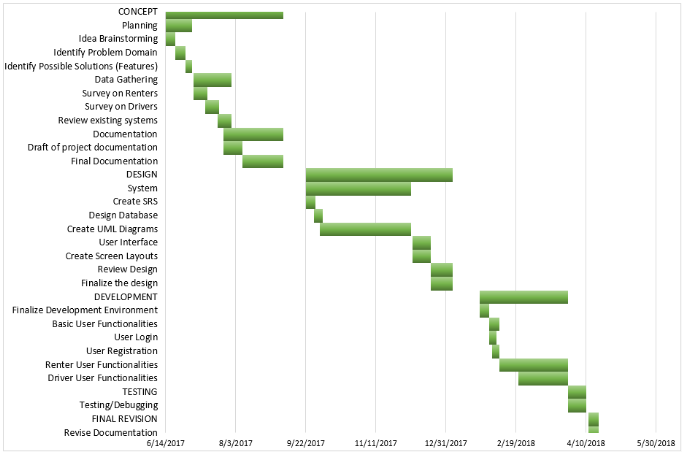 CONCEPT
Planning
Idea Brainstorming
Identify Problem Domain
Identify Possible Solutions (Features)
Data Gathering
Survey on Renters
Survey on Drivers
Review existing systems
Documentation
Draft of project documentation
Final Documentation
DESIGN
System
Create SRS
Design Database
Create UML Diagrams
User Interface
Create Screen Layouts
Review Design
Finalize the design
DEVELOPMENT
Finalize Development Environment
Basic User Functionalities
User Login
User Registration
Renter User Functionalities
Driver User Functionalities
TESTING
Testing/Debugging
FINAL REVISION
Revise Documentation
6/14/2017 8/3/2017 9/22/2017 11/11/2017 12/31/2017 2/19/2018 4/10/2018 5/30/2018